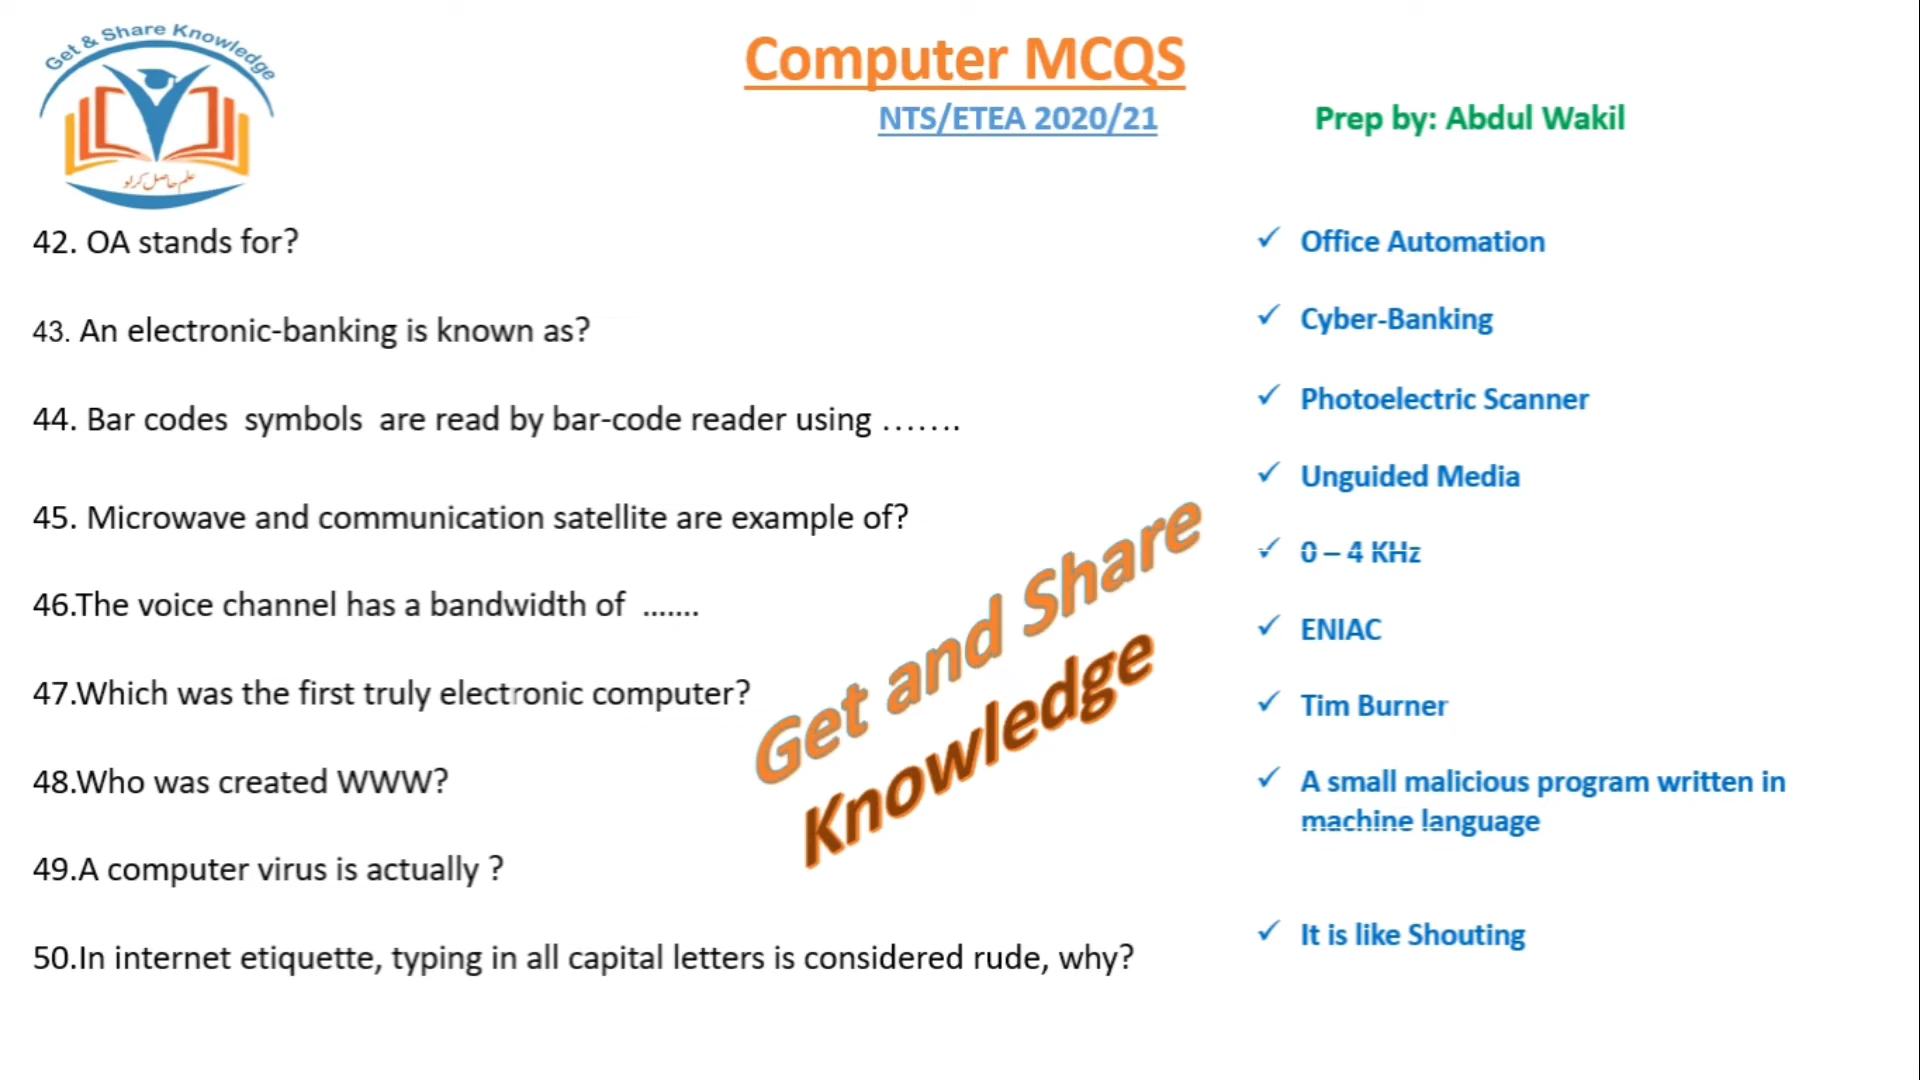 Get & Share Knowledge
علم حاصل کرلو
Computer MCQS
NTS/ETEA 2020/21
Prep by: Abdul Wakil
42. OA stands for?
✓ Office Automation
43. An electronic-banking is known as?
✓ Cyber-Banking
44. Bar codes symbols are read by bar-code reader using …….
✓ Photoelectric Scanner
45. Microwave and communication satellite are example of?
✓ Unguided Media
46.The voice channel has a bandwidth of .......
✓ 0 – 4 KHz
47.Which was the first truly electronic computer?
✓ ENIAC
48.Who was created WWW?
✓ Tim Burner
49.A computer virus is actually ?
✓ A small malicious program written in
machine language
50.In internet etiquette, typing in all capital letters is considered rude, why?
✓ It is like Shouting
Get and Share
Knowledge